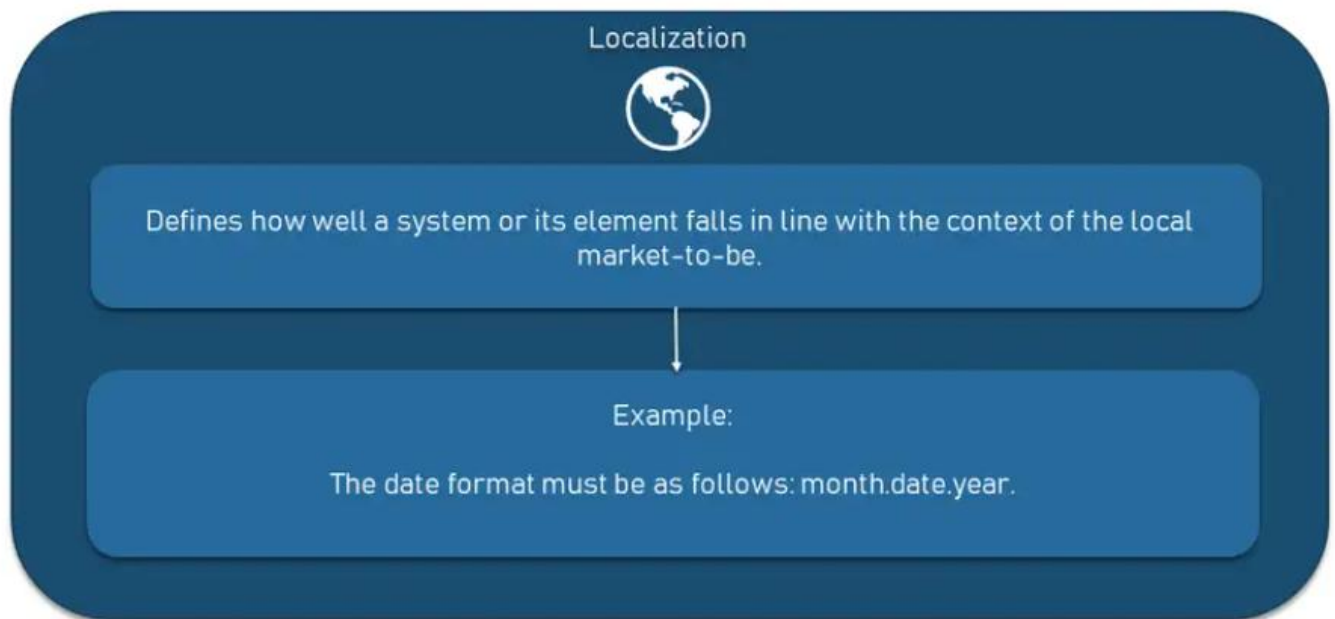 Localization
Defines how well a system or its element falls in line with the context of the local
market-to-be.
Example:
The date format must be as follows: month.date.year.